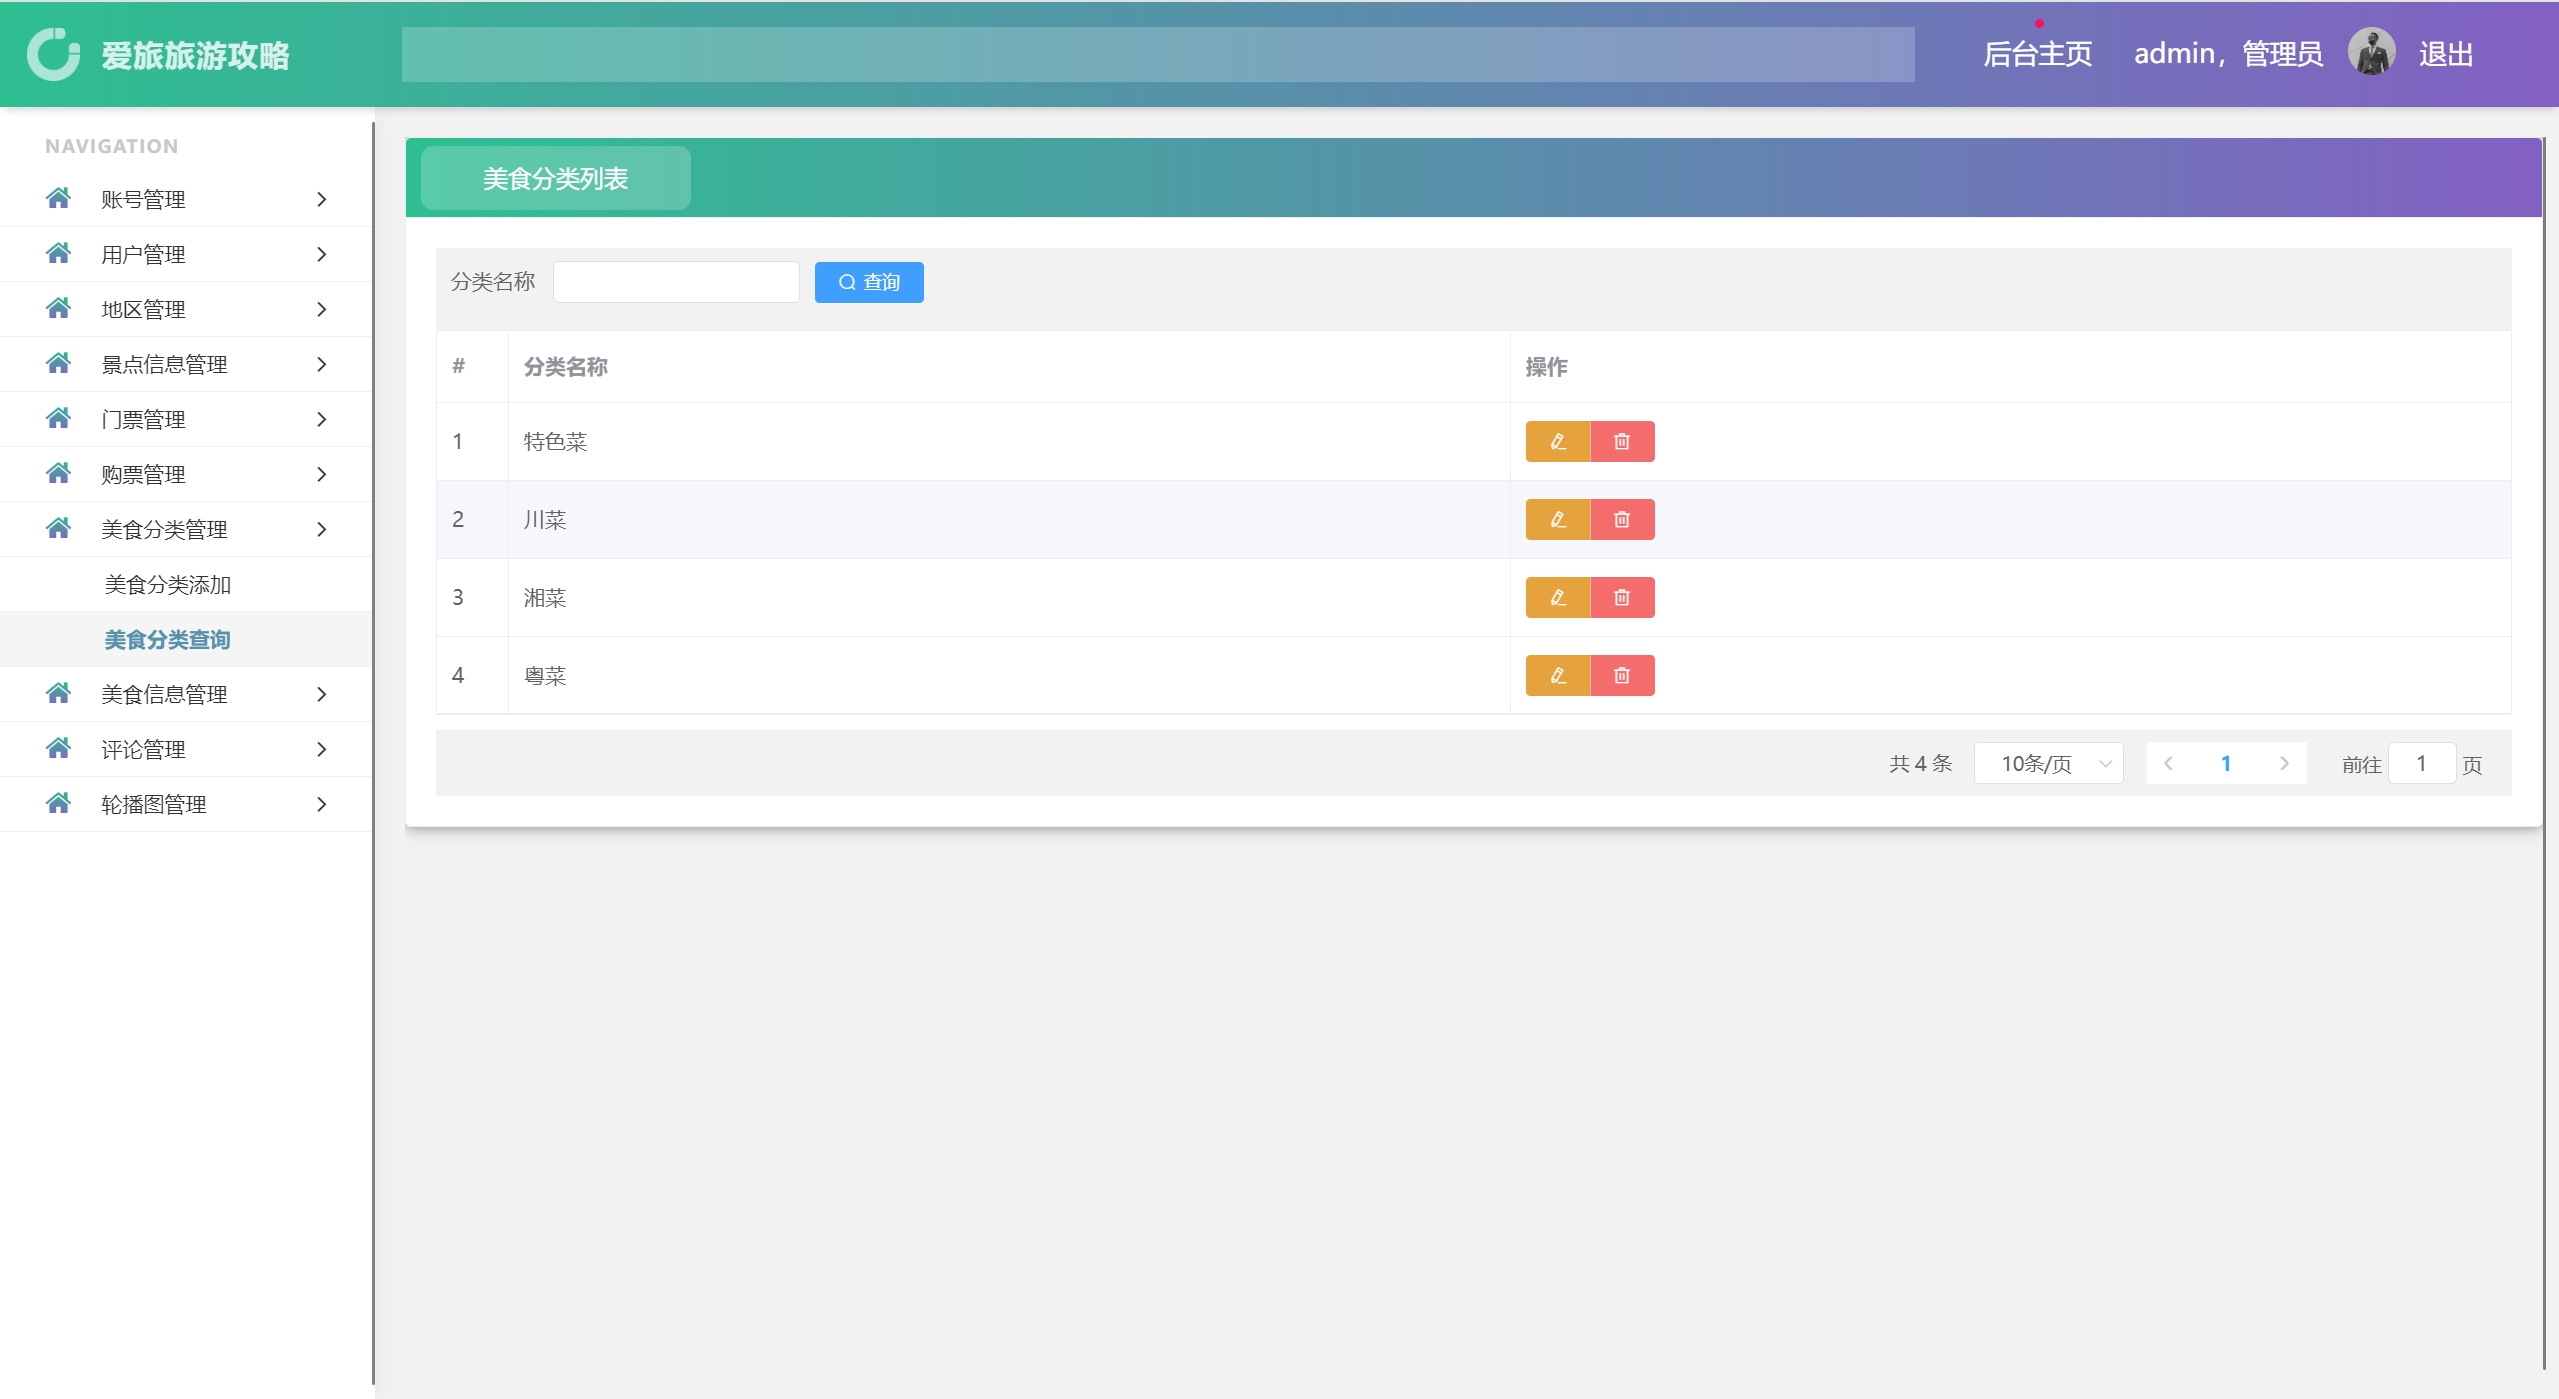 爱旅旅游攻略
后台主页 admin，管理员 退出
NAVIGATION
账号管理
用户管理
地区管理
景点信息管理
门票管理
购票管理
美食分类管理
美食分类添加
美食分类查询
美食信息管理
评论管理
轮播图管理
美食分类列表
分类名称 查询
# 分类名称 操作
1 特色菜
2 川菜
3 湘菜
4 粤菜
共 4 条 10条/页 1 前往 1 页